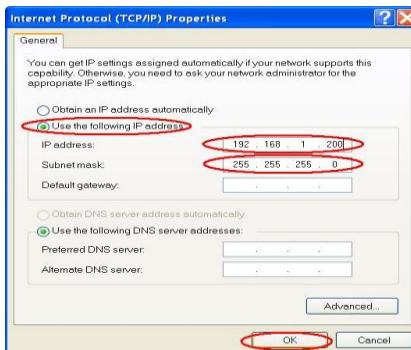 Internet Protocol (TCP/IP) Properties
General
You can get IP settings assigned automatically if your network supports this
capability. Otherwise, you need to ask your network administrator for the
appropriate IP settings.
Obtain an IP address automatically
Use the following IP address:
IP address: 192 . 168 . 1 . 200
Subnet mask: 255 . 255 . 255 . 0
Default gateway: . . .
Obtain DNS server address automatically
Use the following DNS server addresses:
Preferred DNS server: . . .
Alternate DNS server: . . .
Advanced...
OK Cancel